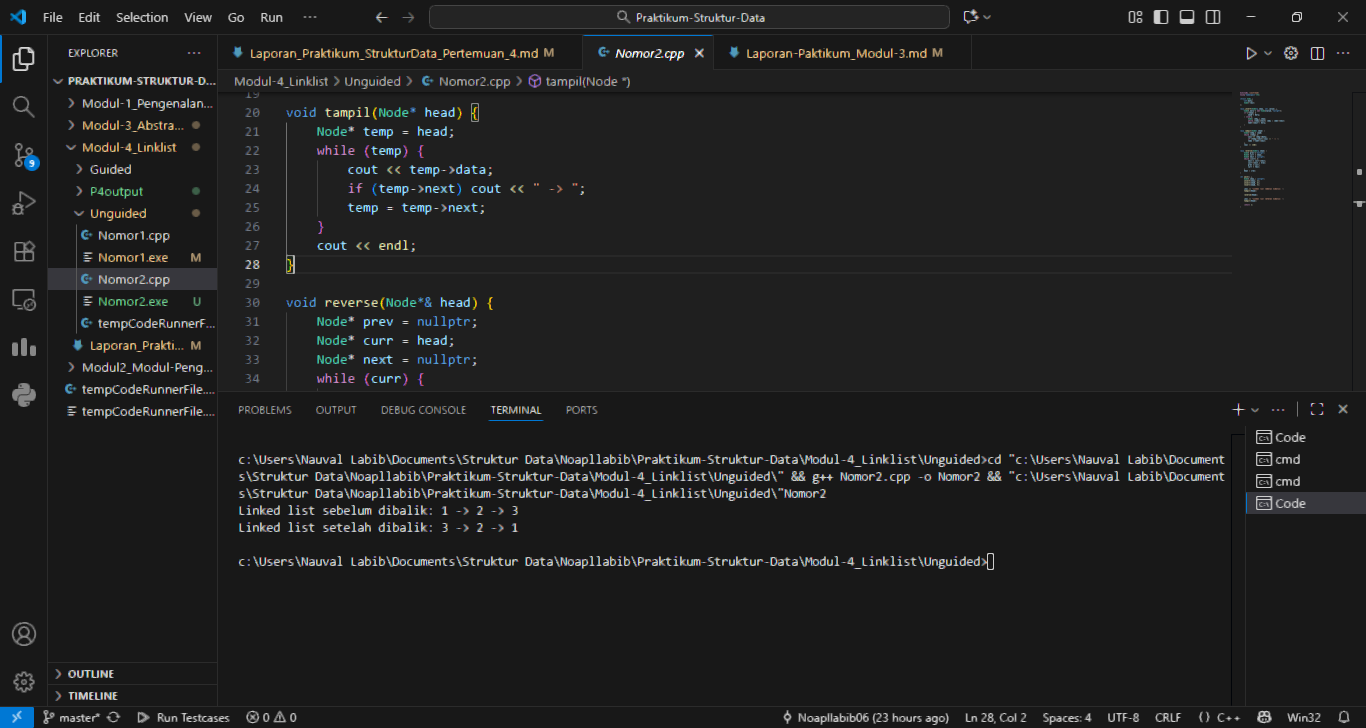 File Edit Selection View Go Run ··· Praktikum-Struktur-Data
EXPLORER ···
PRAKTIKUM-STRUKTUR-D...
Modul-1_Pengenalan...
Modul-3_Abstra...
Modul-4_Linklist
Guided
P4output
Unguided
Nomor1.cpp
Nomor1.exe M
Nomor2.cpp
Nomor2.exe U
tempCodeRunnerF...
Laporan_Prakti... M
Modul2_Modul-Peng...
tempCodeRunnerFile....
tempCodeRunnerFile....
OUTLINE
TIMELINE
Laporan_Praktikum_StrukturData_Pertemuan_4.md M Nomor2.cpp Laporan-Paktikum_Modul-3.md M
Modul-4_Linklist > Unguided > Nomor2.cpp > tampil(Node *)
19
20 void tampil(Node* head) {
21 Node* temp = head;
22 while (temp) {
23 cout << temp->data;
24 if (temp->next) cout << " -> ";
25 temp = temp->next;
26 }
27 cout << endl;
28 }
29
30 void reverse(Node*& head) {
31 Node* prev = nullptr;
32 Node* curr = head;
33 Node* next = nullptr;
34 while (curr) {
PROBLEMS OUTPUT DEBUG CONSOLE TERMINAL PORTS
c:\Users\Nauval Labib\Documents\Struktur Data\Noapllabib\Praktikum-Struktur-Data\Modul-4_Linklist\Unguided>cd "c:\Users\Nauval Labib\Document
s\Struktur Data\Noapllabib\Praktikum-Struktur-Data\Modul-4_Linklist\Unguided\" && g++ Nomor2.cpp -o Nomor2 && "c:\Users\Nauval Labib\Document
s\Struktur Data\Noapllabib\Praktikum-Struktur-Data\Modul-4_Linklist\Unguided\"Nomor2
Linked list sebelum dibalik: 1 -> 2 -> 3
Linked list setelah dibalik: 3 -> 2 -> 1
c:\Users\Nauval Labib\Documents\Struktur Data\Noapllabib\Praktikum-Struktur-Data\Modul-4_Linklist\Unguided>
Code
cmd
cmd
Code
9
master* Run Testcases 0 0 Noapllabib06 (23 hours ago) Ln 28, Col 2 Spaces: 4 UTF-8 CRLF {} C++ Win32